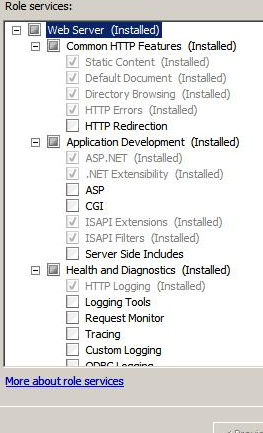 Role services:
Web Server (Installed)
Common HTTP Features (Installed)
Static Content (Installed)
Default Document (Installed)
Directory Browsing (Installed)
HTTP Errors (Installed)
HTTP Redirection
Application Development (Installed)
ASP.NET (Installed)
.NET Extensibility (Installed)
ASP
CGI
ISAPI Extensions (Installed)
ISAPI Filters (Installed)
Server Side Includes
Health and Diagnostics (Installed)
HTTP Logging (Installed)
Logging Tools
Request Monitor
Tracing
Custom Logging
ODBC Logging
More about role services